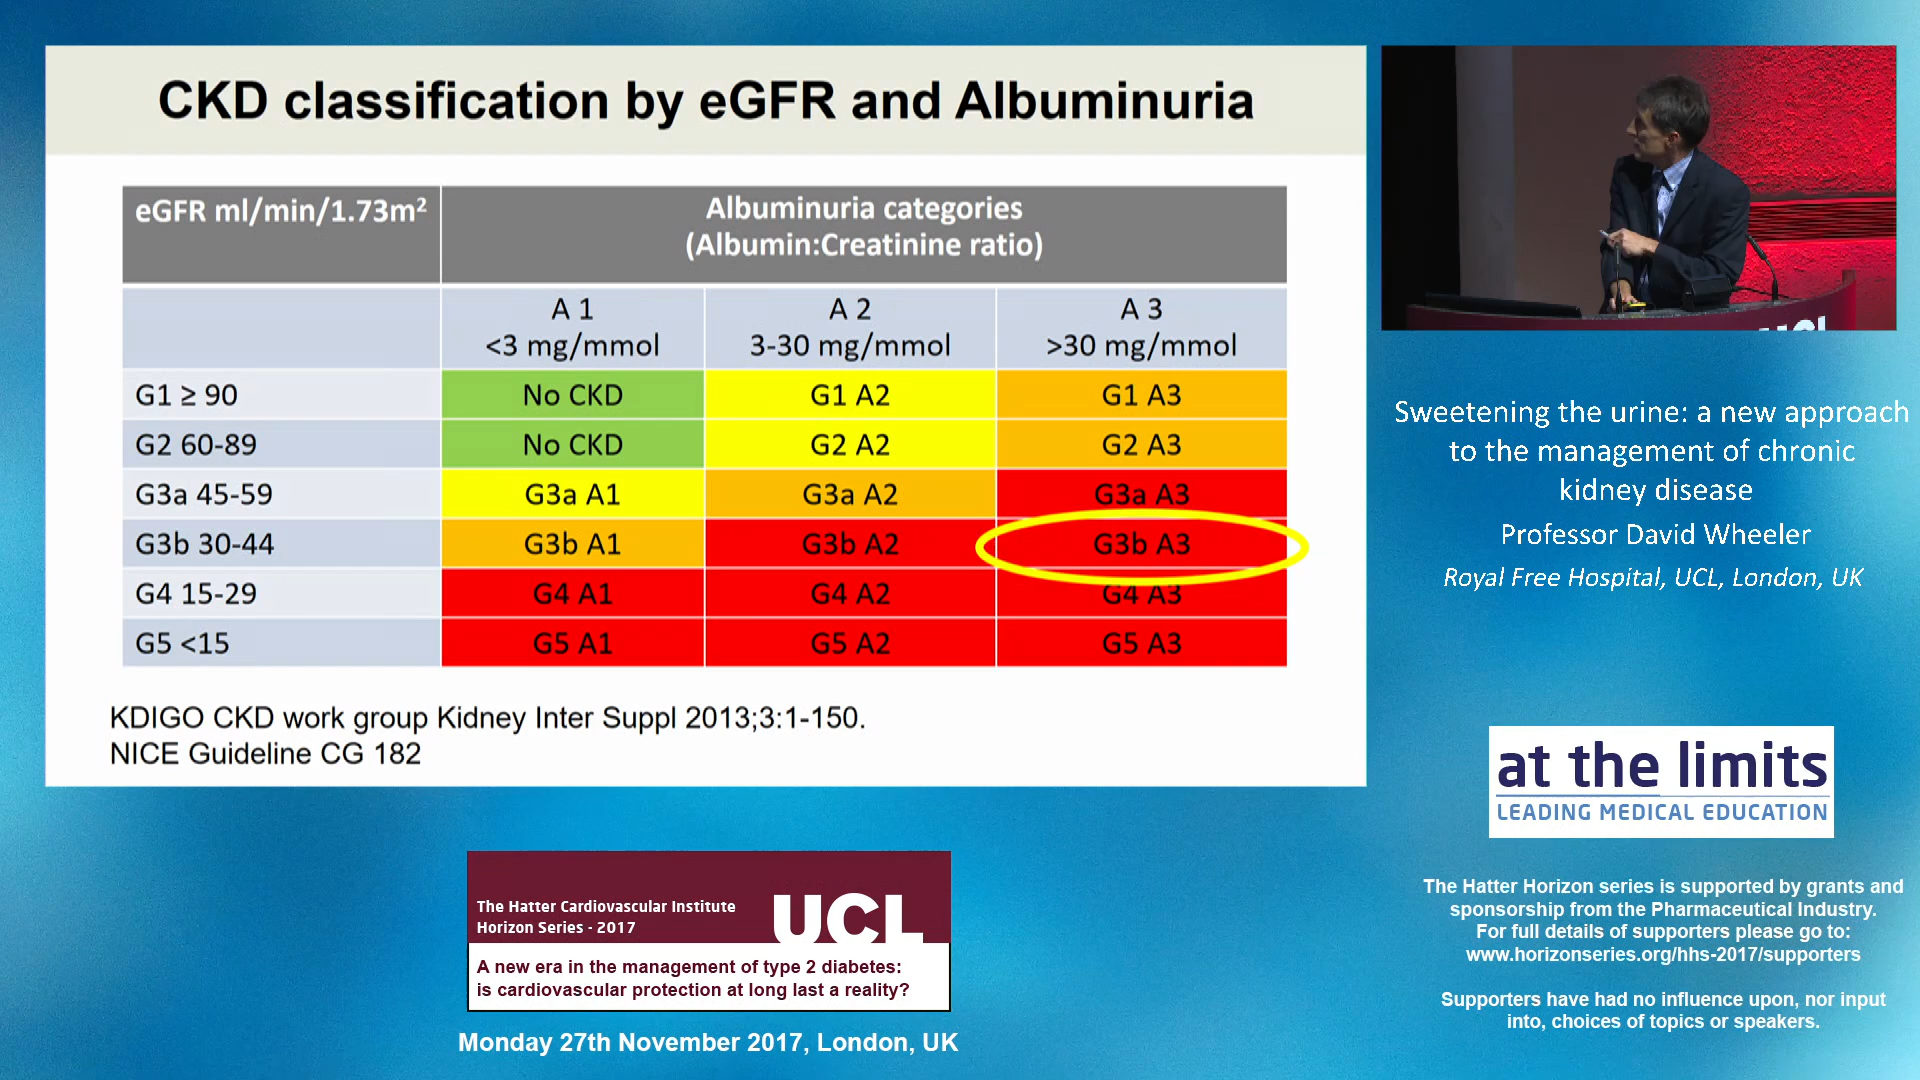 CKD classification by eGFR and Albuminuria
eGFR ml/min/1.73m²
Albuminuria categories
(Albumin:Creatinine ratio)
A 1
<3 mg/mmol
A 2
3-30 mg/mmol
A 3
>30 mg/mmol
G1 ≥ 90 No CKD G1 A2 G1 A3
G2 60-89 No CKD G2 A2 G2 A3
G3a 45-59 G3a A1 G3a A2 G3a A3
G3b 30-44 G3b A1 G3b A2 G3b A3
G4 15-29 G4 A1 G4 A2 G4 A3
G5 <15 G5 A1 G5 A2 G5 A3
KDIGO CKD work group Kidney Inter Suppl 2013;3:1-150.
NICE Guideline CG 182
UCL
Sweetening the urine: a new approach
to the management of chronic
kidney disease
Professor David Wheeler
Royal Free Hospital, UCL, London, UK
at the limits
LEADING MEDICAL EDUCATION
The Hatter Horizon series is supported by grants and
sponsorship from the Pharmaceutical Industry.
For full details of supporters please go to:
www.horizonseries.org/hhs-2017/supporters
Supporters have had no influence upon, nor input
into, choices of topics or speakers.
The Hatter Cardiovascular Institute
Horizon Series - 2017
UCL
A new era in the management of type 2 diabetes:
is cardiovascular protection at long last a reality?
Monday 27th November 2017, London, UK